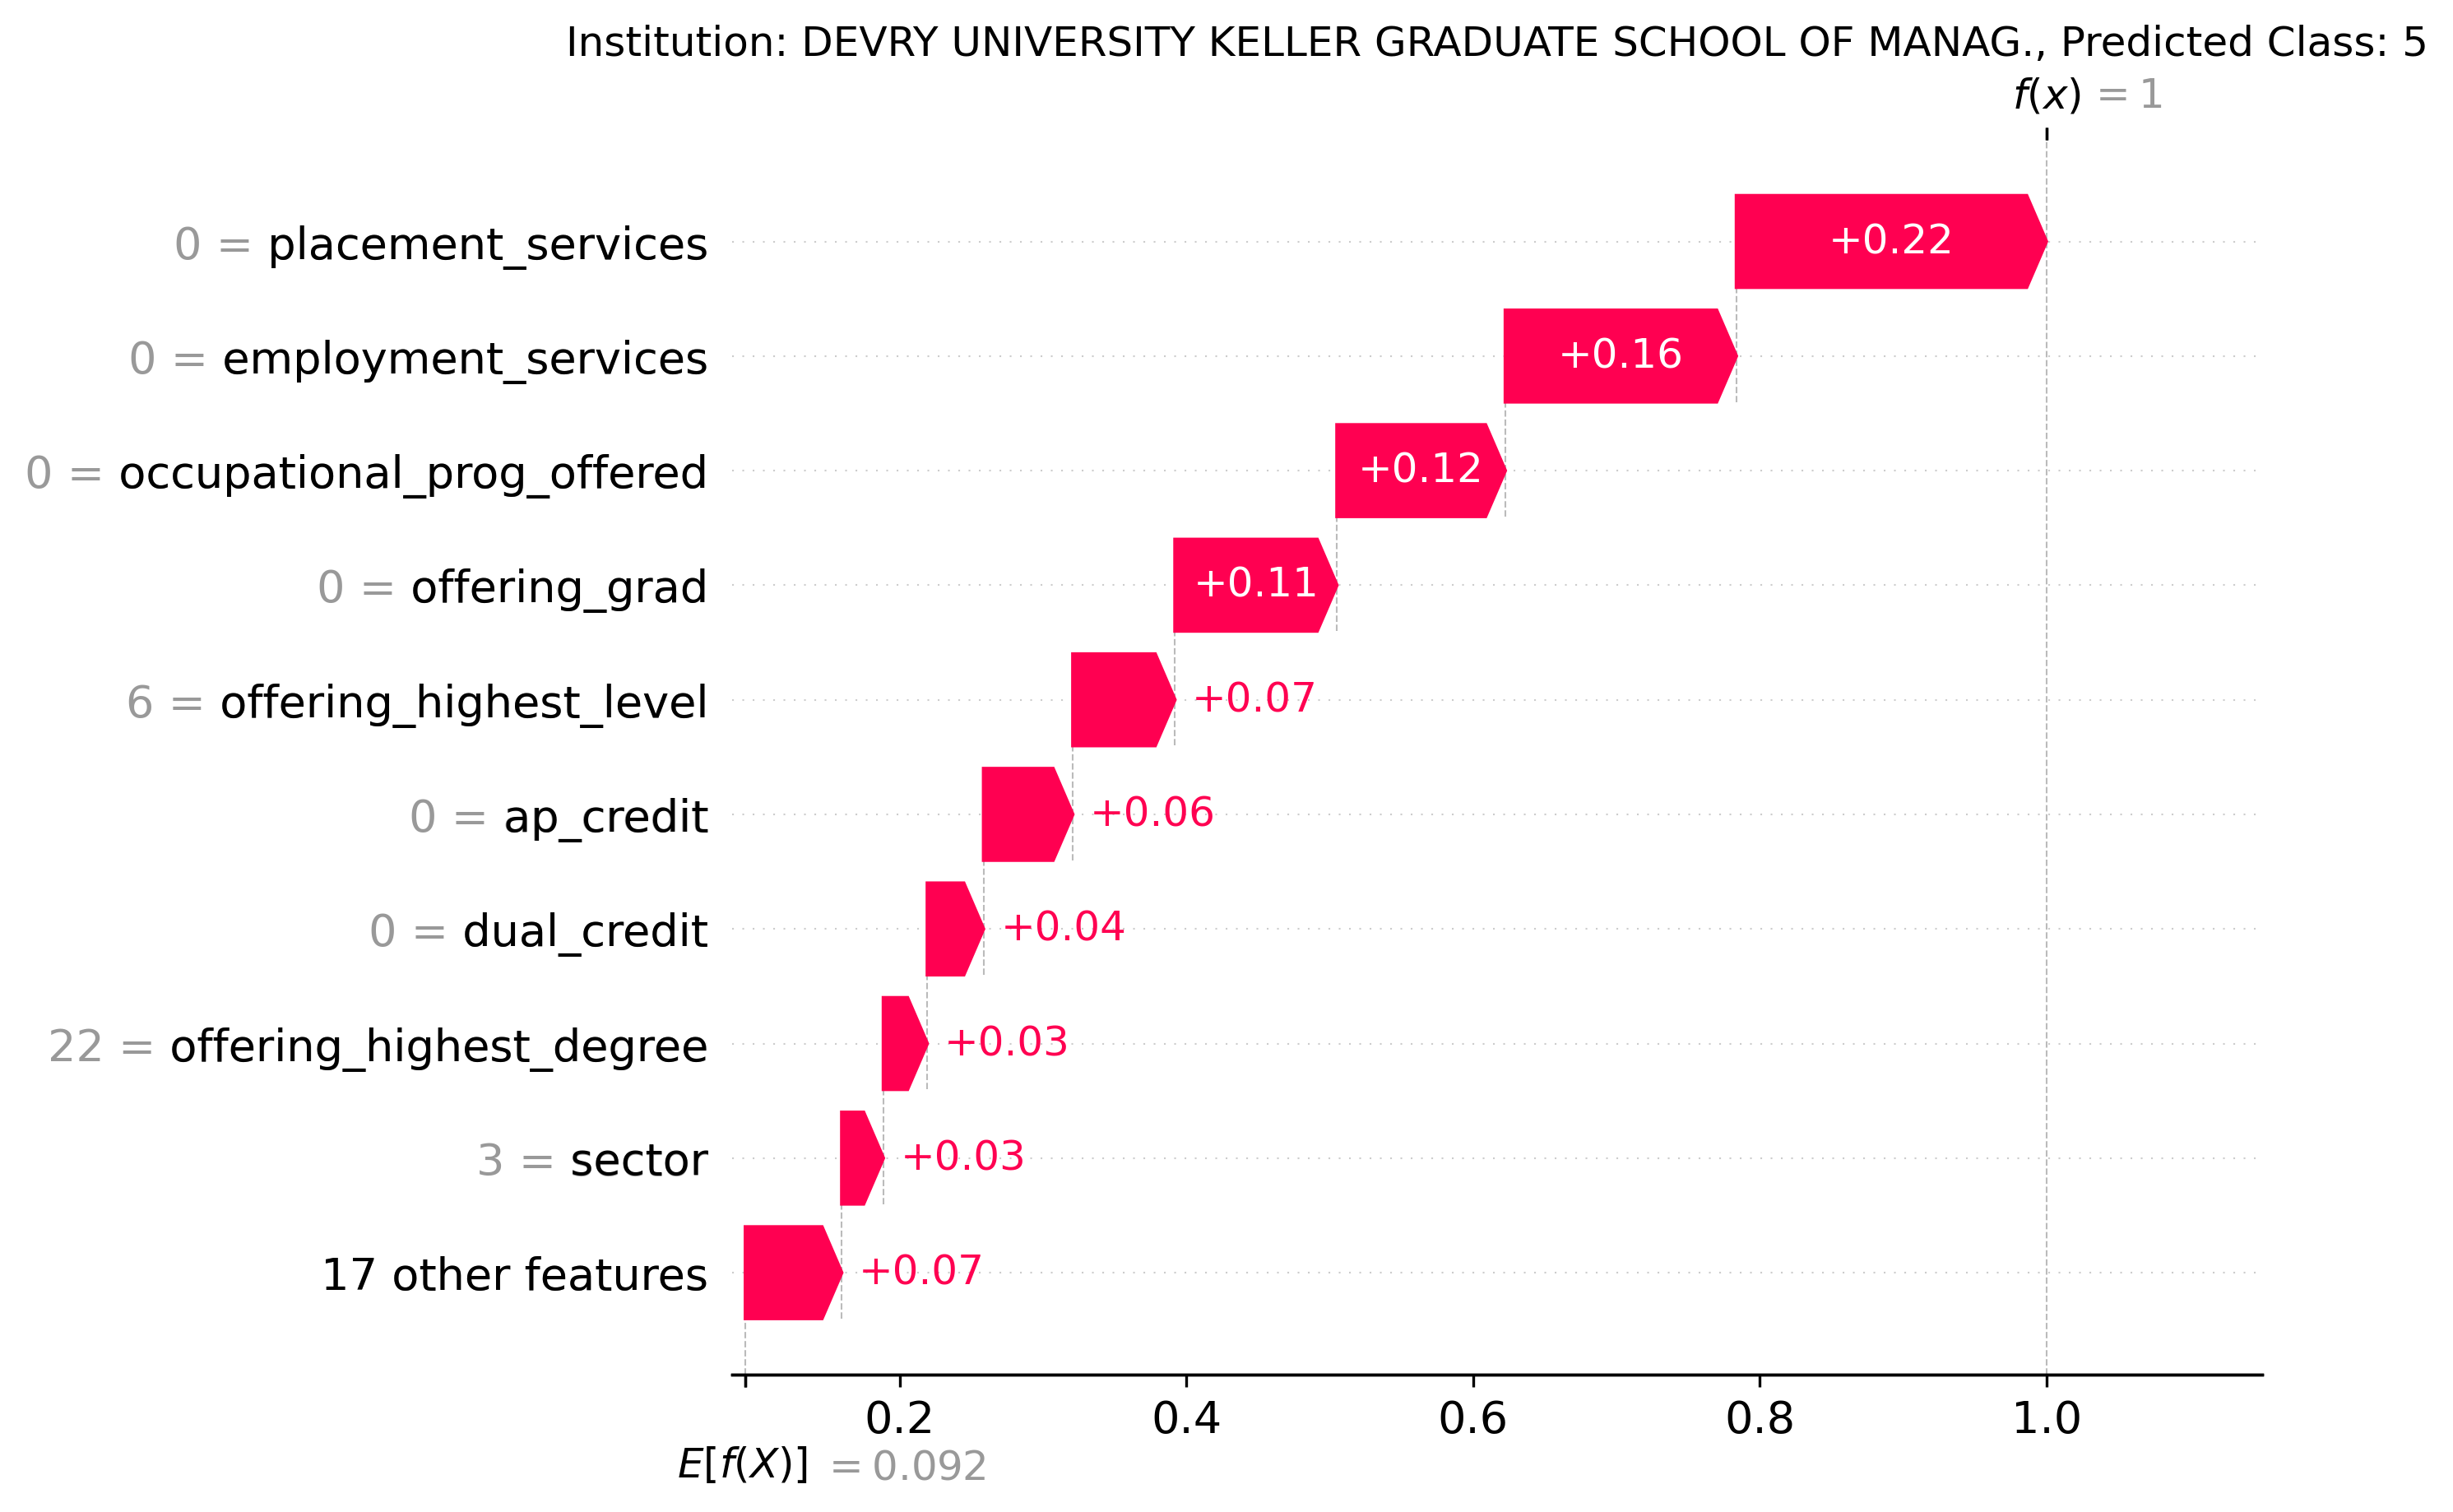 Institution: DEVRY UNIVERSITY KELLER GRADUATE SCHOOL OF MANAG., Predicted Class: 5
f(x) = 1
0 = placement_services +0.22
0 = employment_services +0.16
0 = occupational_prog_offered +0.12
0 = offering_grad +0.11
6 = offering_highest_level +0.07
0 = ap_credit +0.06
0 = dual_credit +0.04
22 = offering_highest_degree +0.03
3 = sector +0.03
17 other features +0.07
0.2 0.4 0.6 0.8 1.0
E[f(X)] = 0.092